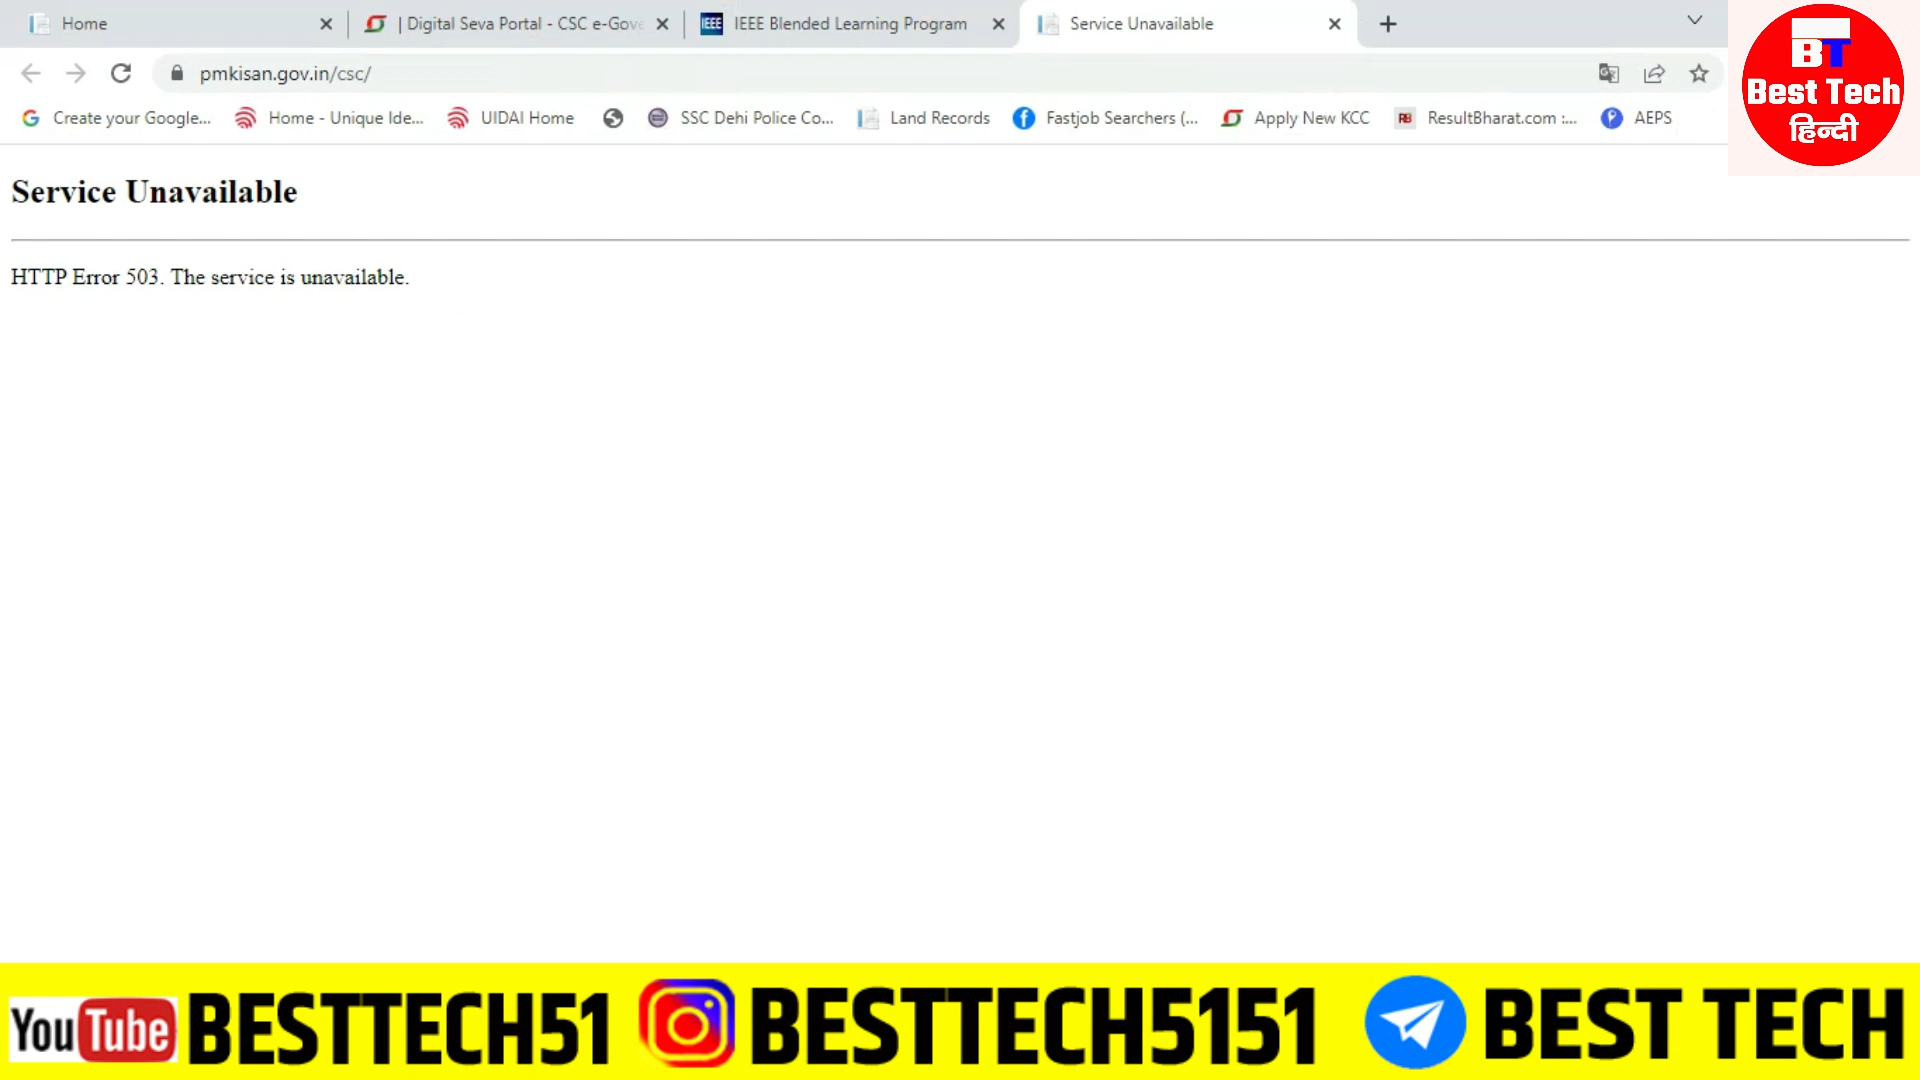 Home
| Digital Seva Portal - CSC e-Gove
IEEE
IEEE Blended Learning Program
Service Unavailable
pmkisan.gov.in/csc/
Create your Google...
Home - Unique Ide...
UIDAI Home
SSC Dehi Police Co...
Land Records
Fastjob Searchers (...
Apply New KCC
RB
ResultBharat.com :...
AEPS
BT
Best Tech
हिन्दी
Service Unavailable
HTTP Error 503. The service is unavailable.
YouTube BESTTECH51 BESTTECH5151 BEST TECH